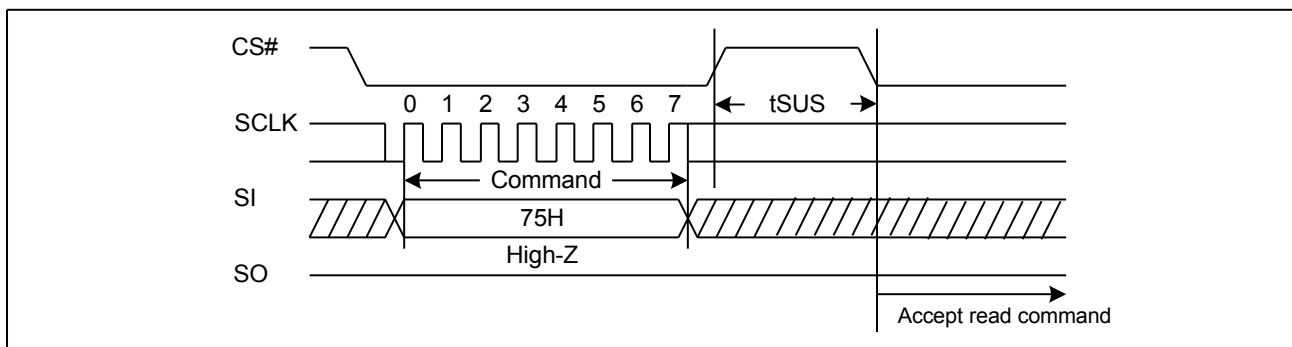 CS#
tSUS
0 1 2 3 4 5 6 7
SCLK
Command
SI
75H
High-Z
SO
Accept read command